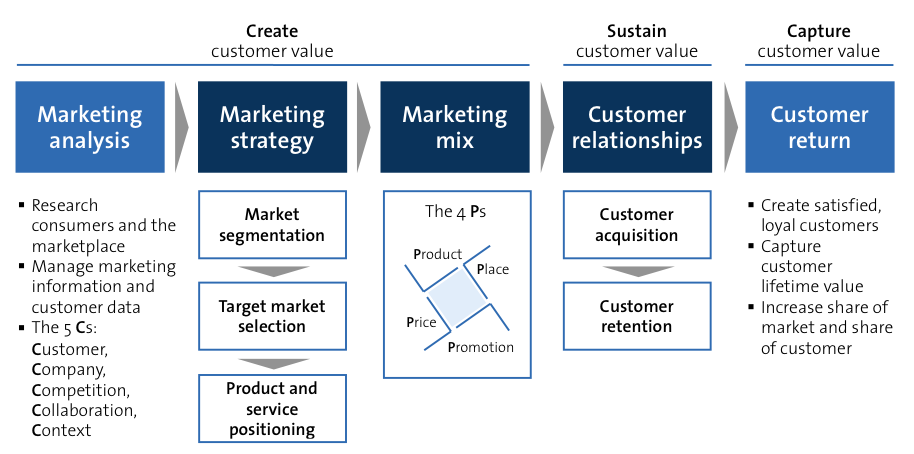 Create
customer value
Sustain
customer value
Capture
customer value
Marketing
analysis
Marketing
strategy
Marketing
mix
Customer
relationships
Customer
return
▪ Research
consumers and the
marketplace
▪ Manage marketing
information and
customer data
▪ The 5 Cs:
Customer,
Company,
Competition,
Collaboration,
Context
Market
segmentation
Target market
selection
Product and
service
positioning
The 4 Ps
Product
Place
Price
Promotion
Customer
acquisition
Customer
retention
▪ Create satisfied,
loyal customers
▪ Capture
customer
lifetime value
▪ Increase share of
market and share
of customer